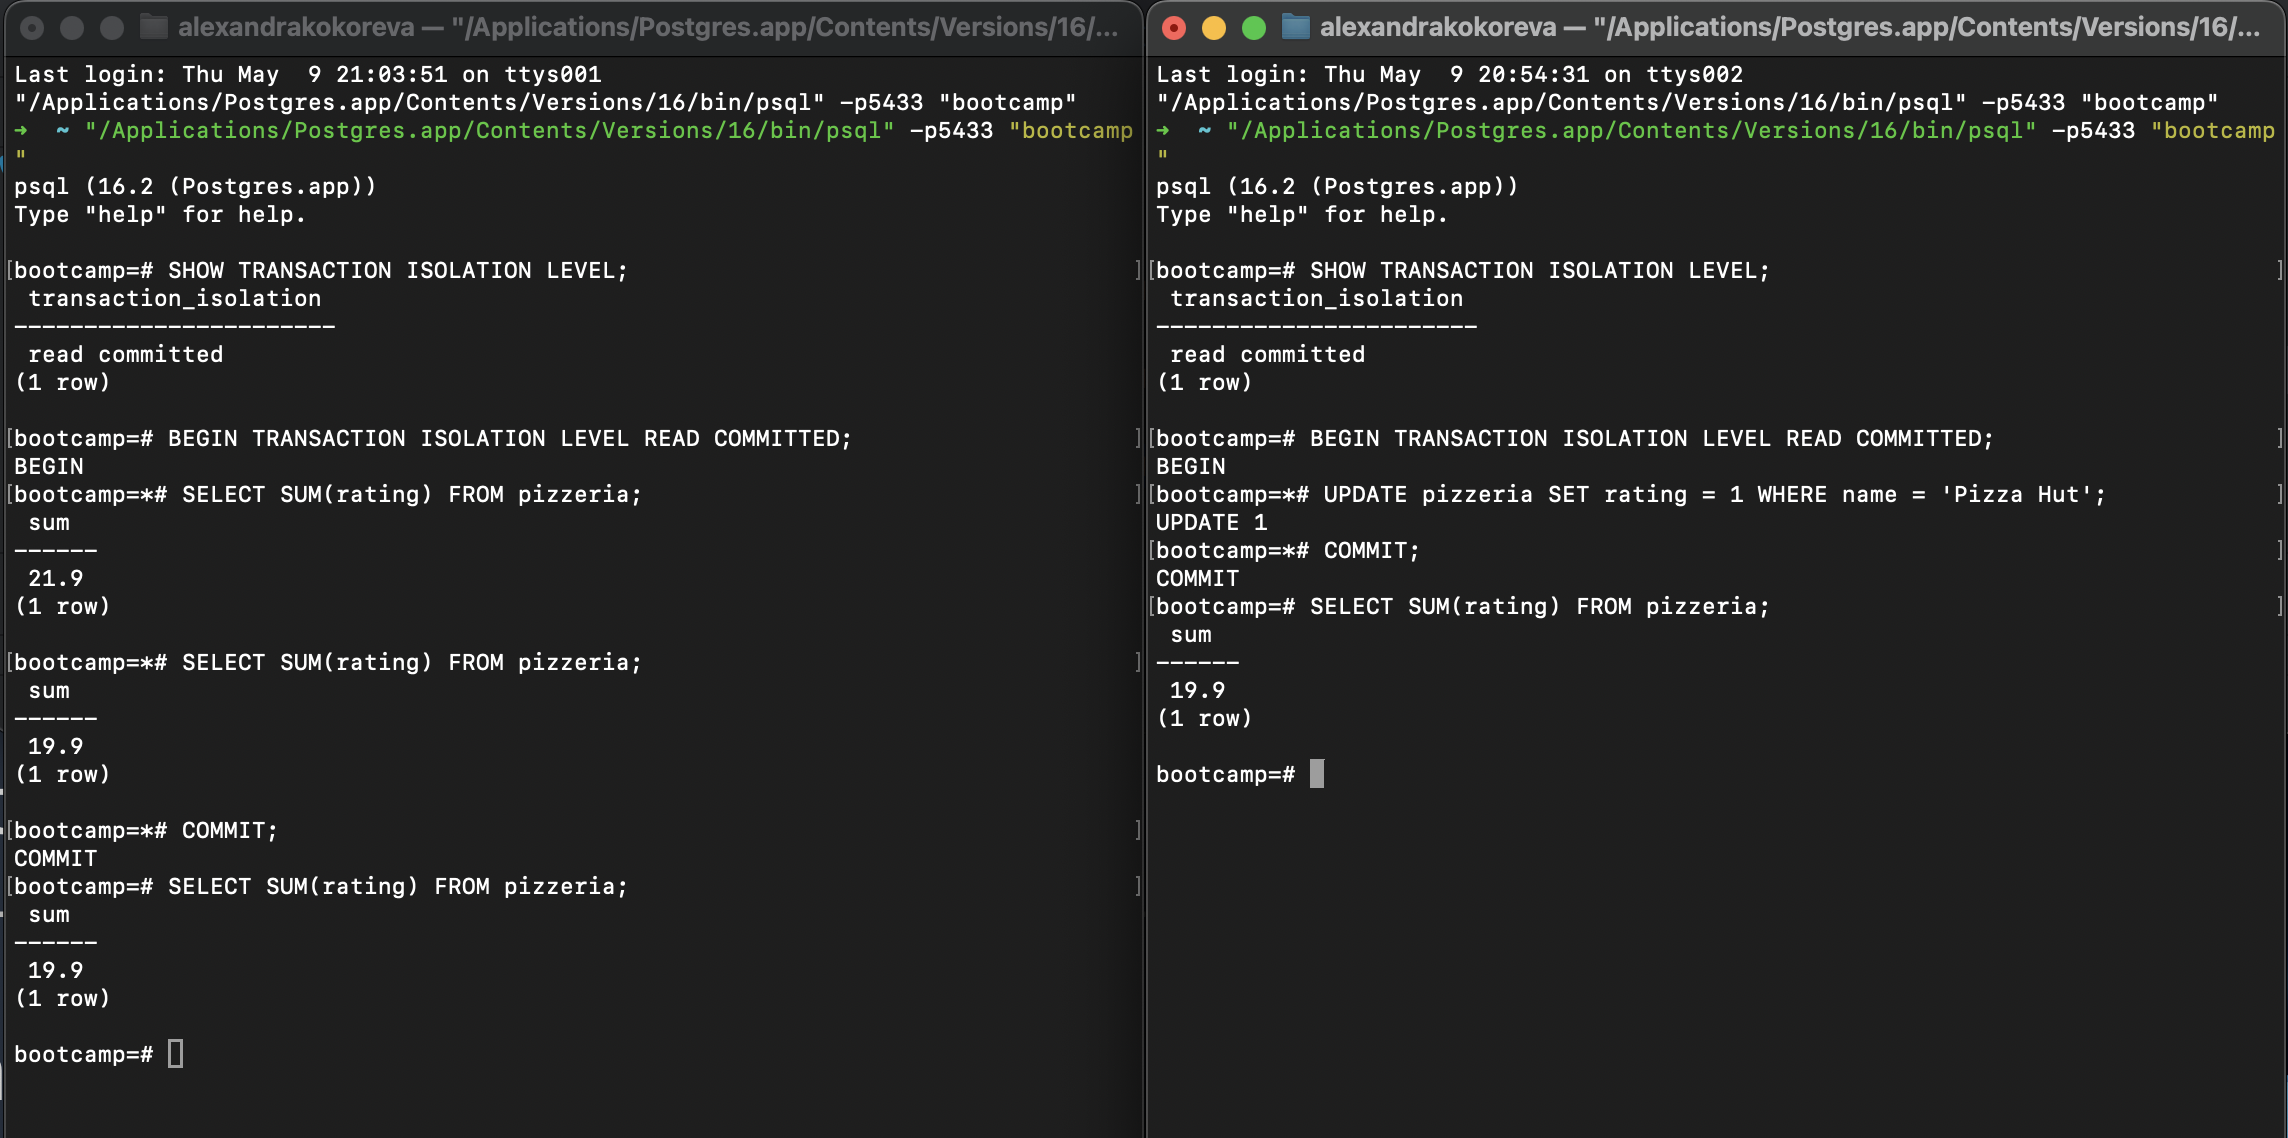 alexandrakokoreva — "/Applications/Postgres.app/Contents/Versions/16/...
Last login: Thu May  9 21:03:51 on ttys001
"/Applications/Postgres.app/Contents/Versions/16/bin/psql" -p5433 "bootcamp"
➜  ~ "/Applications/Postgres.app/Contents/Versions/16/bin/psql" -p5433 "bootcamp
"
psql (16.2 (Postgres.app))
Type "help" for help.
[bootcamp=# SHOW TRANSACTION ISOLATION LEVEL; ]
transaction_isolation
-----------------------
read committed
(1 row)
[bootcamp=# BEGIN TRANSACTION ISOLATION LEVEL READ COMMITTED; ]
BEGIN
[bootcamp=*# SELECT SUM(rating) FROM pizzeria; ]
sum
------
21.9
(1 row)
[bootcamp=*# SELECT SUM(rating) FROM pizzeria; ]
sum
------
19.9
(1 row)
[bootcamp=*# COMMIT; ]
COMMIT
[bootcamp=# SELECT SUM(rating) FROM pizzeria; ]
sum
------
19.9
(1 row)
bootcamp=#
alexandrakokoreva — "/Applications/Postgres.app/Contents/Versions/16/...
Last login: Thu May  9 20:54:31 on ttys002
"/Applications/Postgres.app/Contents/Versions/16/bin/psql" -p5433 "bootcamp"
➜  ~ "/Applications/Postgres.app/Contents/Versions/16/bin/psql" -p5433 "bootcamp
"
psql (16.2 (Postgres.app))
Type "help" for help.
[bootcamp=# SHOW TRANSACTION ISOLATION LEVEL; ]
transaction_isolation
-----------------------
read committed
(1 row)
[bootcamp=# BEGIN TRANSACTION ISOLATION LEVEL READ COMMITTED; ]
BEGIN
[bootcamp=*# UPDATE pizzeria SET rating = 1 WHERE name = 'Pizza Hut'; ]
UPDATE 1
[bootcamp=*# COMMIT; ]
COMMIT
[bootcamp=# SELECT SUM(rating) FROM pizzeria; ]
sum
------
19.9
(1 row)
bootcamp=#